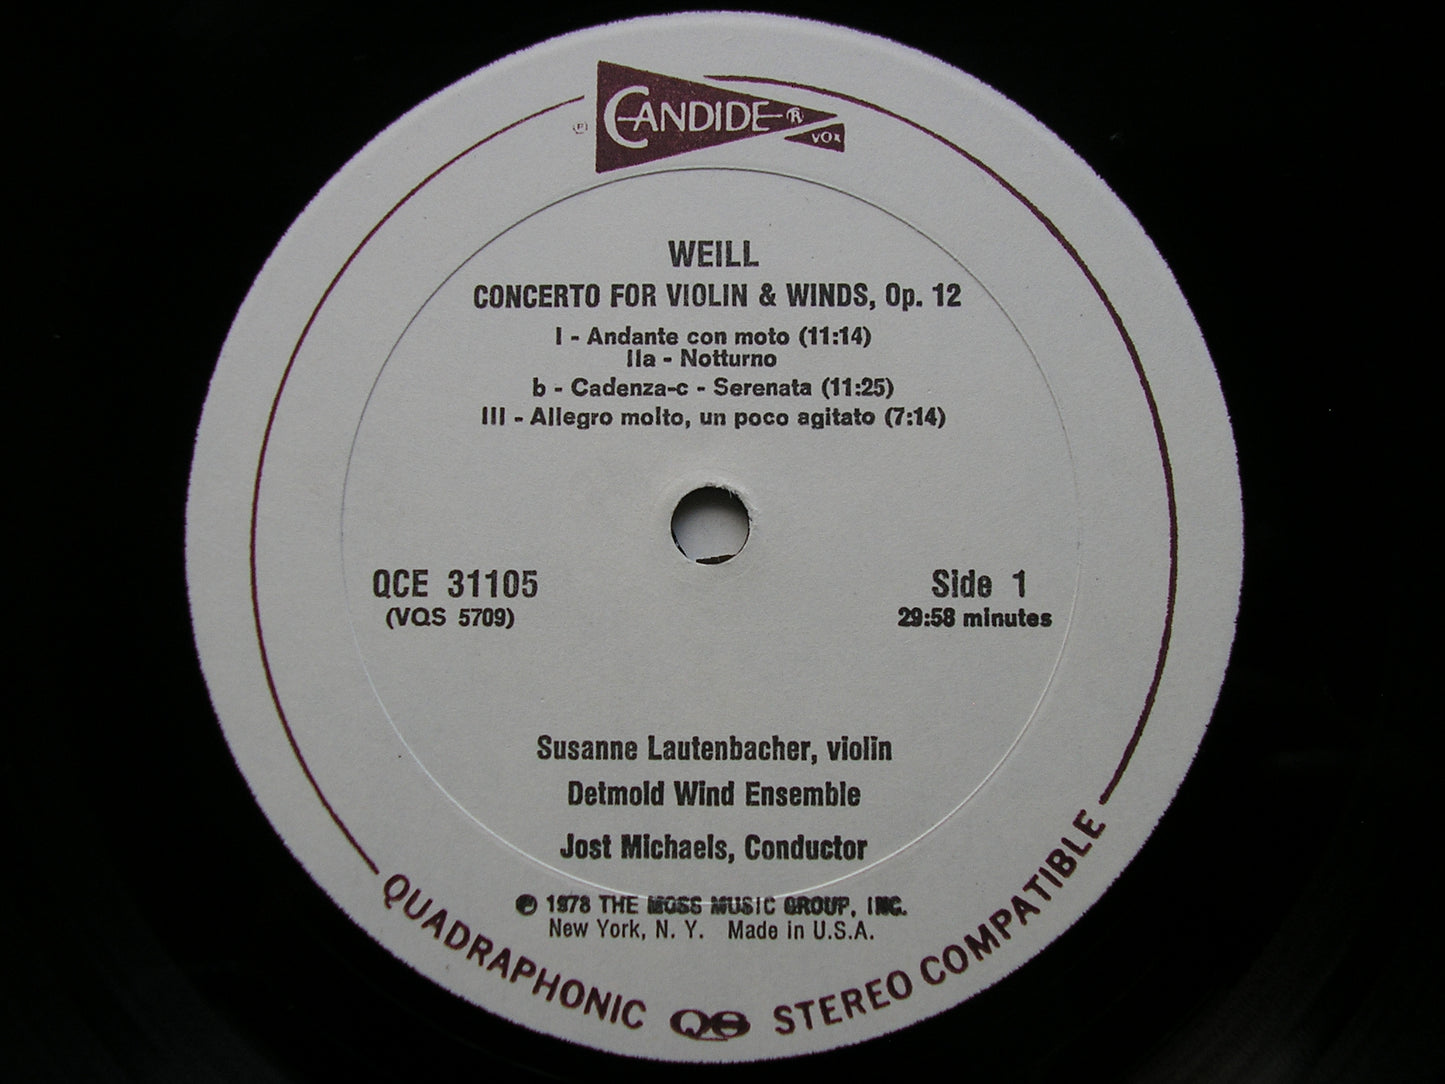 CANDIDE ®
VOX
℗
WEILL
CONCERTO FOR VIOLIN & WINDS, Op. 12
I - Andante con moto (11:14)
IIa - Notturno
b - Cadenza-c - Serenata (11:25)
III - Allegro molto, un poco agitato (7:14)
QCE 31105
(VQS 5709)
Side 1
29:58 minutes
Susanne Lautenbacher, violin
Detmold Wind Ensemble
Jost Michaels, Conductor
℗ 1978 THE MOSS MUSIC GROUP, INC.
New York, N. Y. Made in U.S.A.
QUADRAPHONIC QS STEREO COMPATIBLE